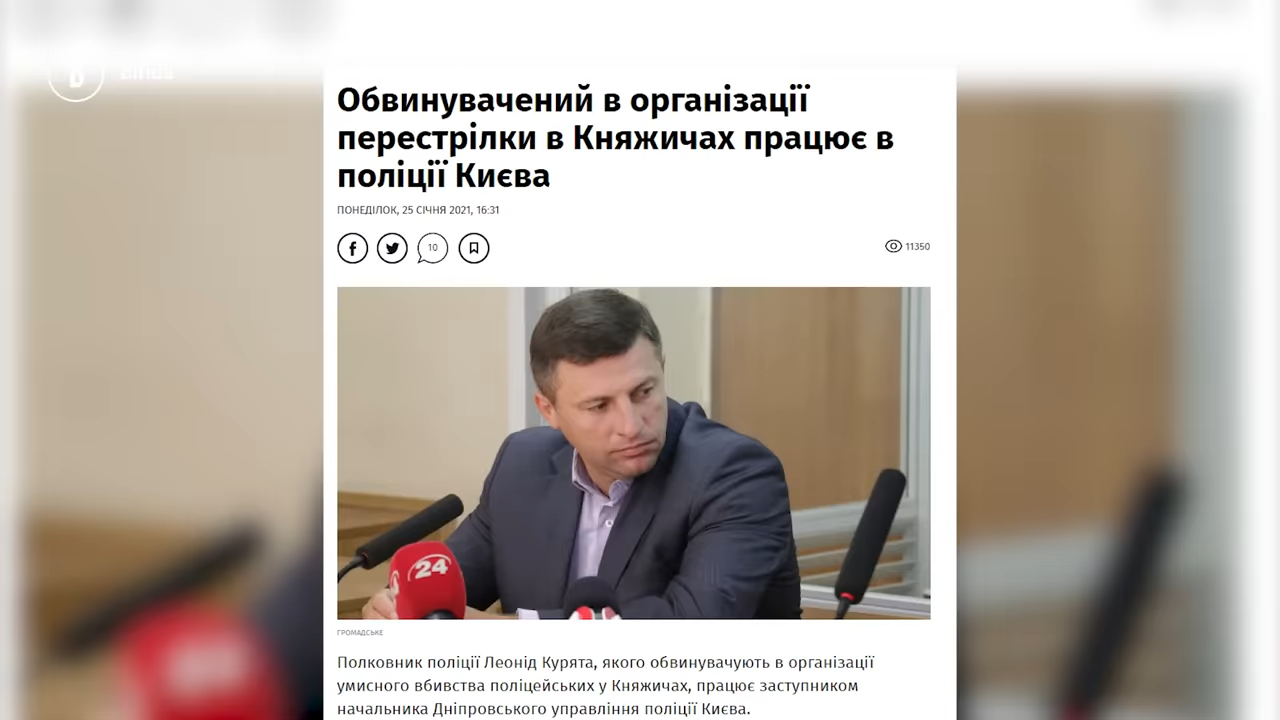 Обвинувачений в організації
перестрілки в Княжичах працює в
поліції Києва
ПОНЕДІЛОК, 25 СІЧНЯ 2021, 16:31
10
11350
24
ГРОМАДСЬКЕ
Полковник поліції Леонід Курята, якого обвинувачують в організації
умисного вбивства поліцейських у Княжичах, працює заступником
начальника Дніпровського управління поліції Києва.